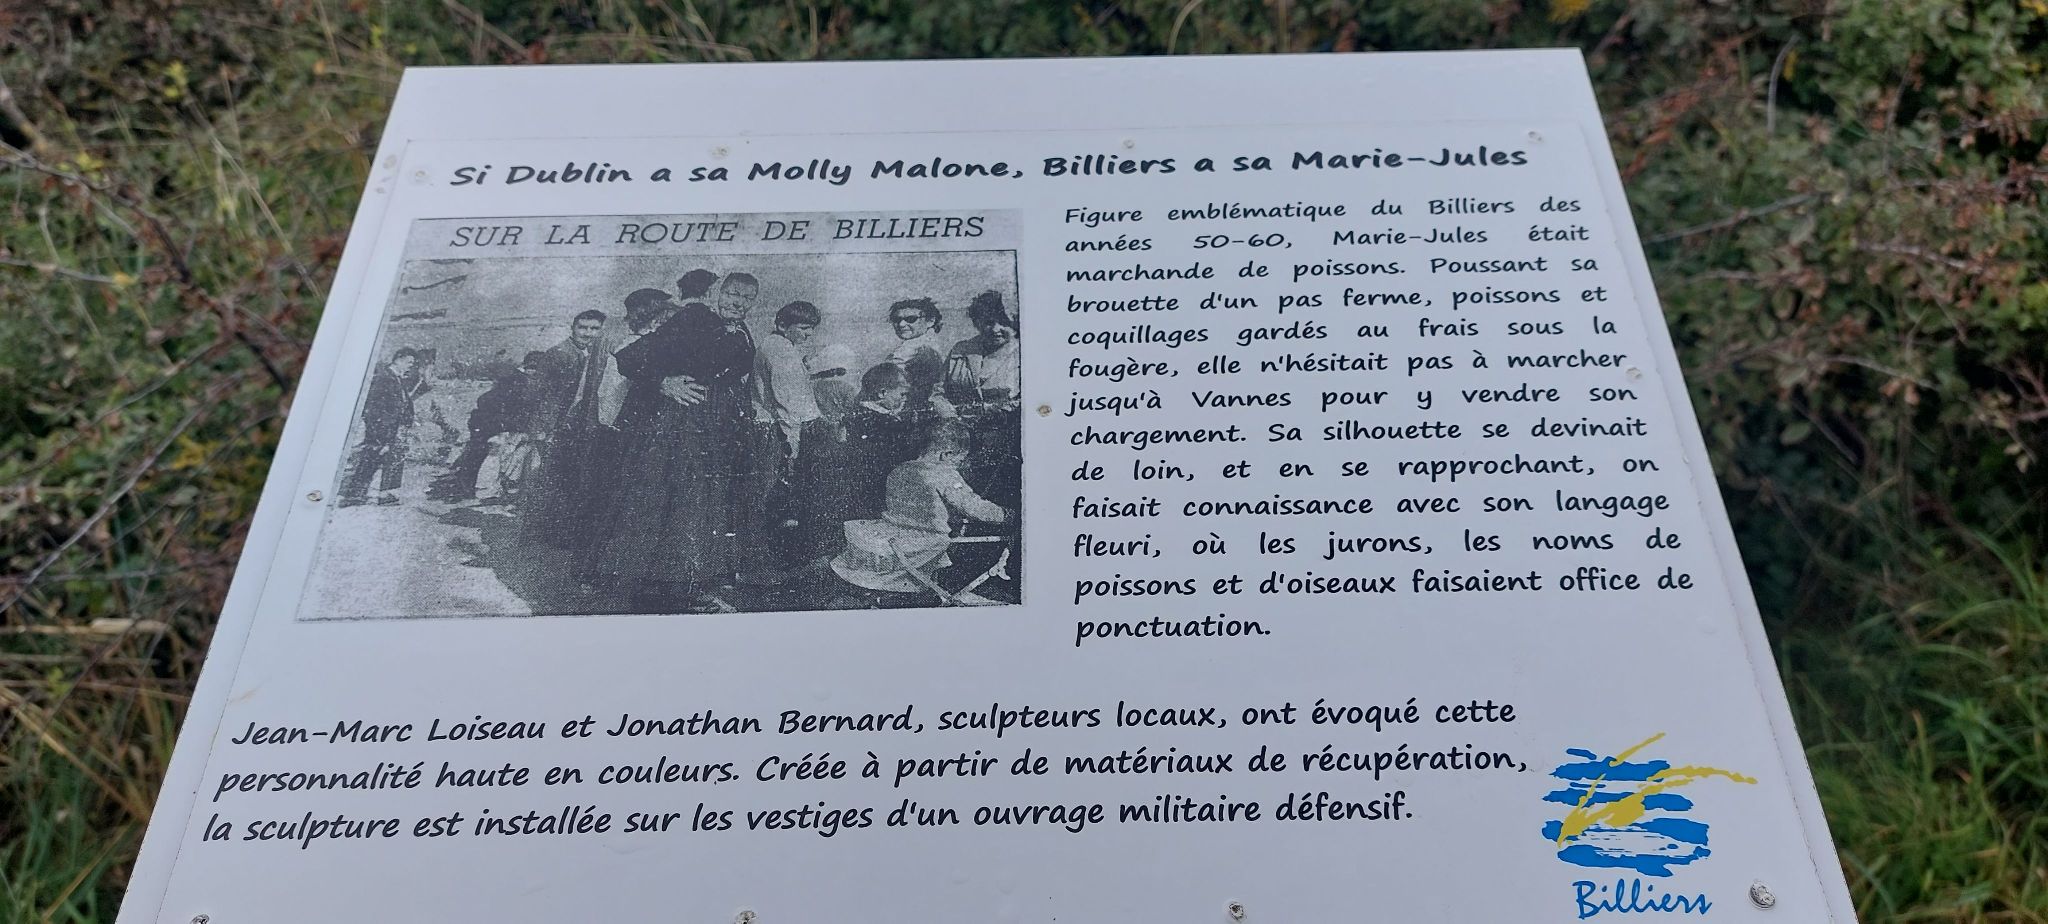 Si Dublin a sa Molly Malone, Billiers a sa Marie-Jules
SUR LA ROUTE DE BILLIERS
Figure emblématique du Billiers des
années 50-60, Marie-Jules était
marchande de poissons. Poussant sa
brouette d'un pas ferme, poissons et
coquillages gardés au frais sous la
fougère, elle n'hésitait pas à marcher
jusqu'à Vannes pour y vendre son
chargement. Sa silhouette se devinait
de loin, et en se rapprochant, on
faisait connaissance avec son langage
fleuri, où les jurons, les noms de
poissons et d'oiseaux faisaient office de
ponctuation.
Jean-Marc Loiseau et Jonathan Bernard, sculpteurs locaux, ont évoqué cette
personnalité haute en couleurs. Créée à partir de matériaux de récupération,
la sculpture est installée sur les vestiges d'un ouvrage militaire défensif.
Billiers